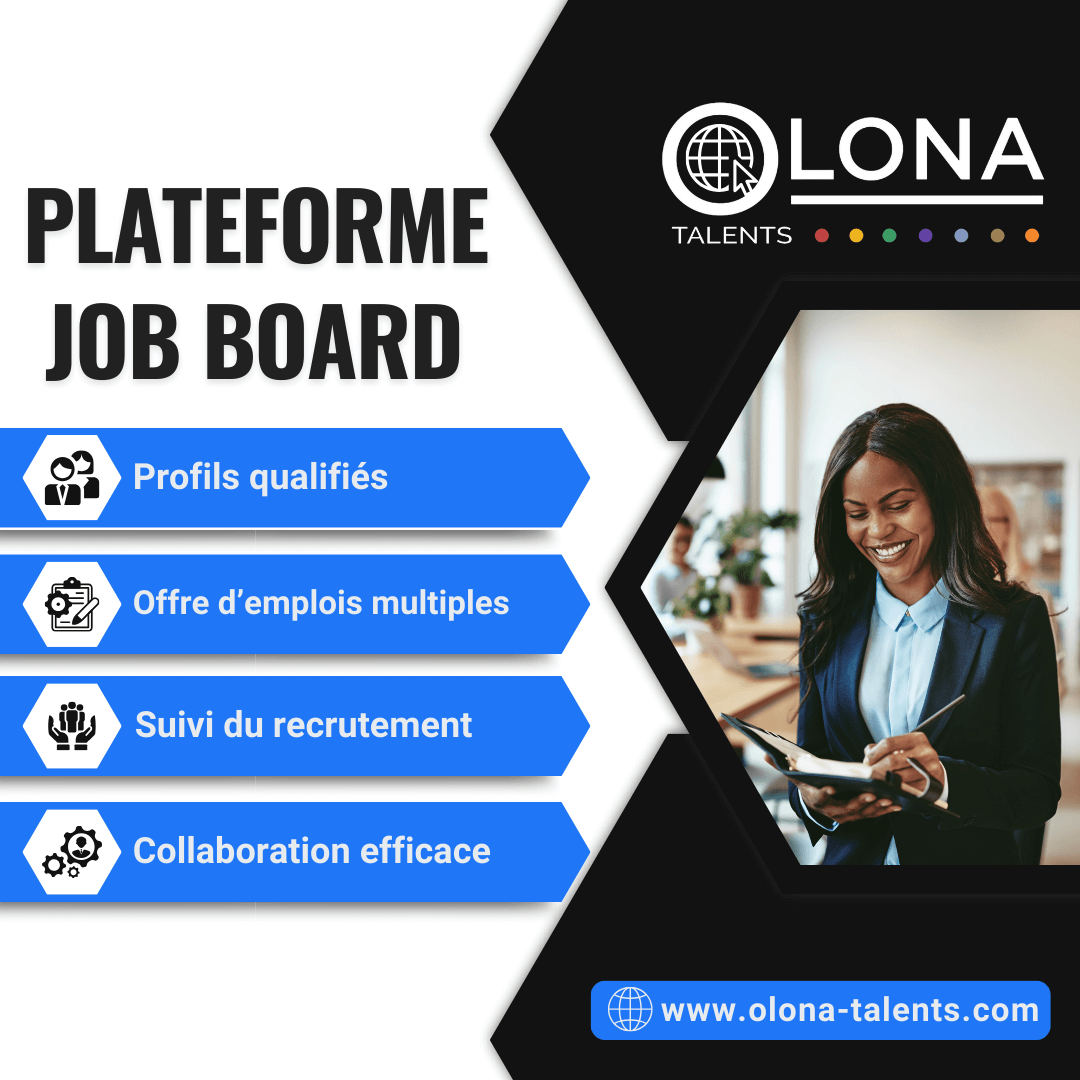 OLONA
TALENTS
PLATEFORME
JOB BOARD
Profils qualifiés
Offre d’emplois multiples
Suivi du recrutement
Collaboration efficace
www.olona-talents.com